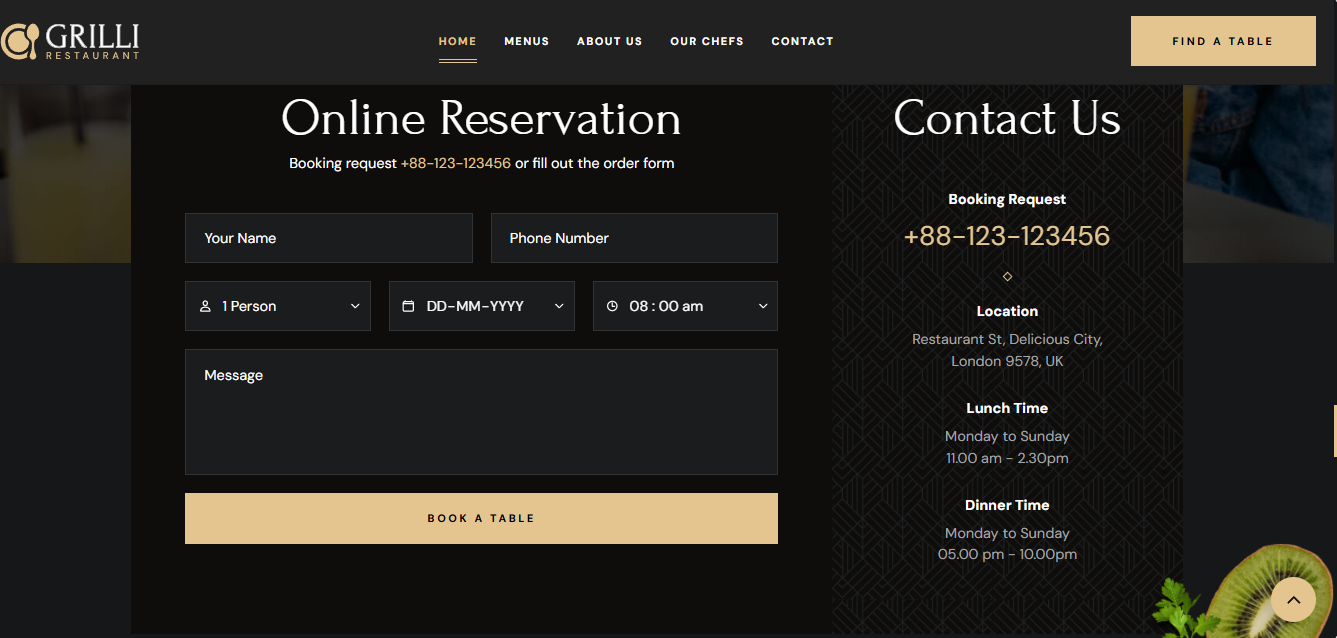 GRILLI
RESTAURANT
HOME
MENUS
ABOUT US
OUR CHEFS
CONTACT
FIND A TABLE
Online Reservation
Booking request +88-123-123456 or fill out the order form
Your Name
Phone Number
1 Person
DD-MM-YYYY
08 : 00 am
Message
BOOK A TABLE
Contact Us
Booking Request
+88-123-123456
Location
Restaurant St, Delicious City,
London 9578, UK
Lunch Time
Monday to Sunday
11.00 am - 2.30pm
Dinner Time
Monday to Sunday
05.00 pm - 10.00pm